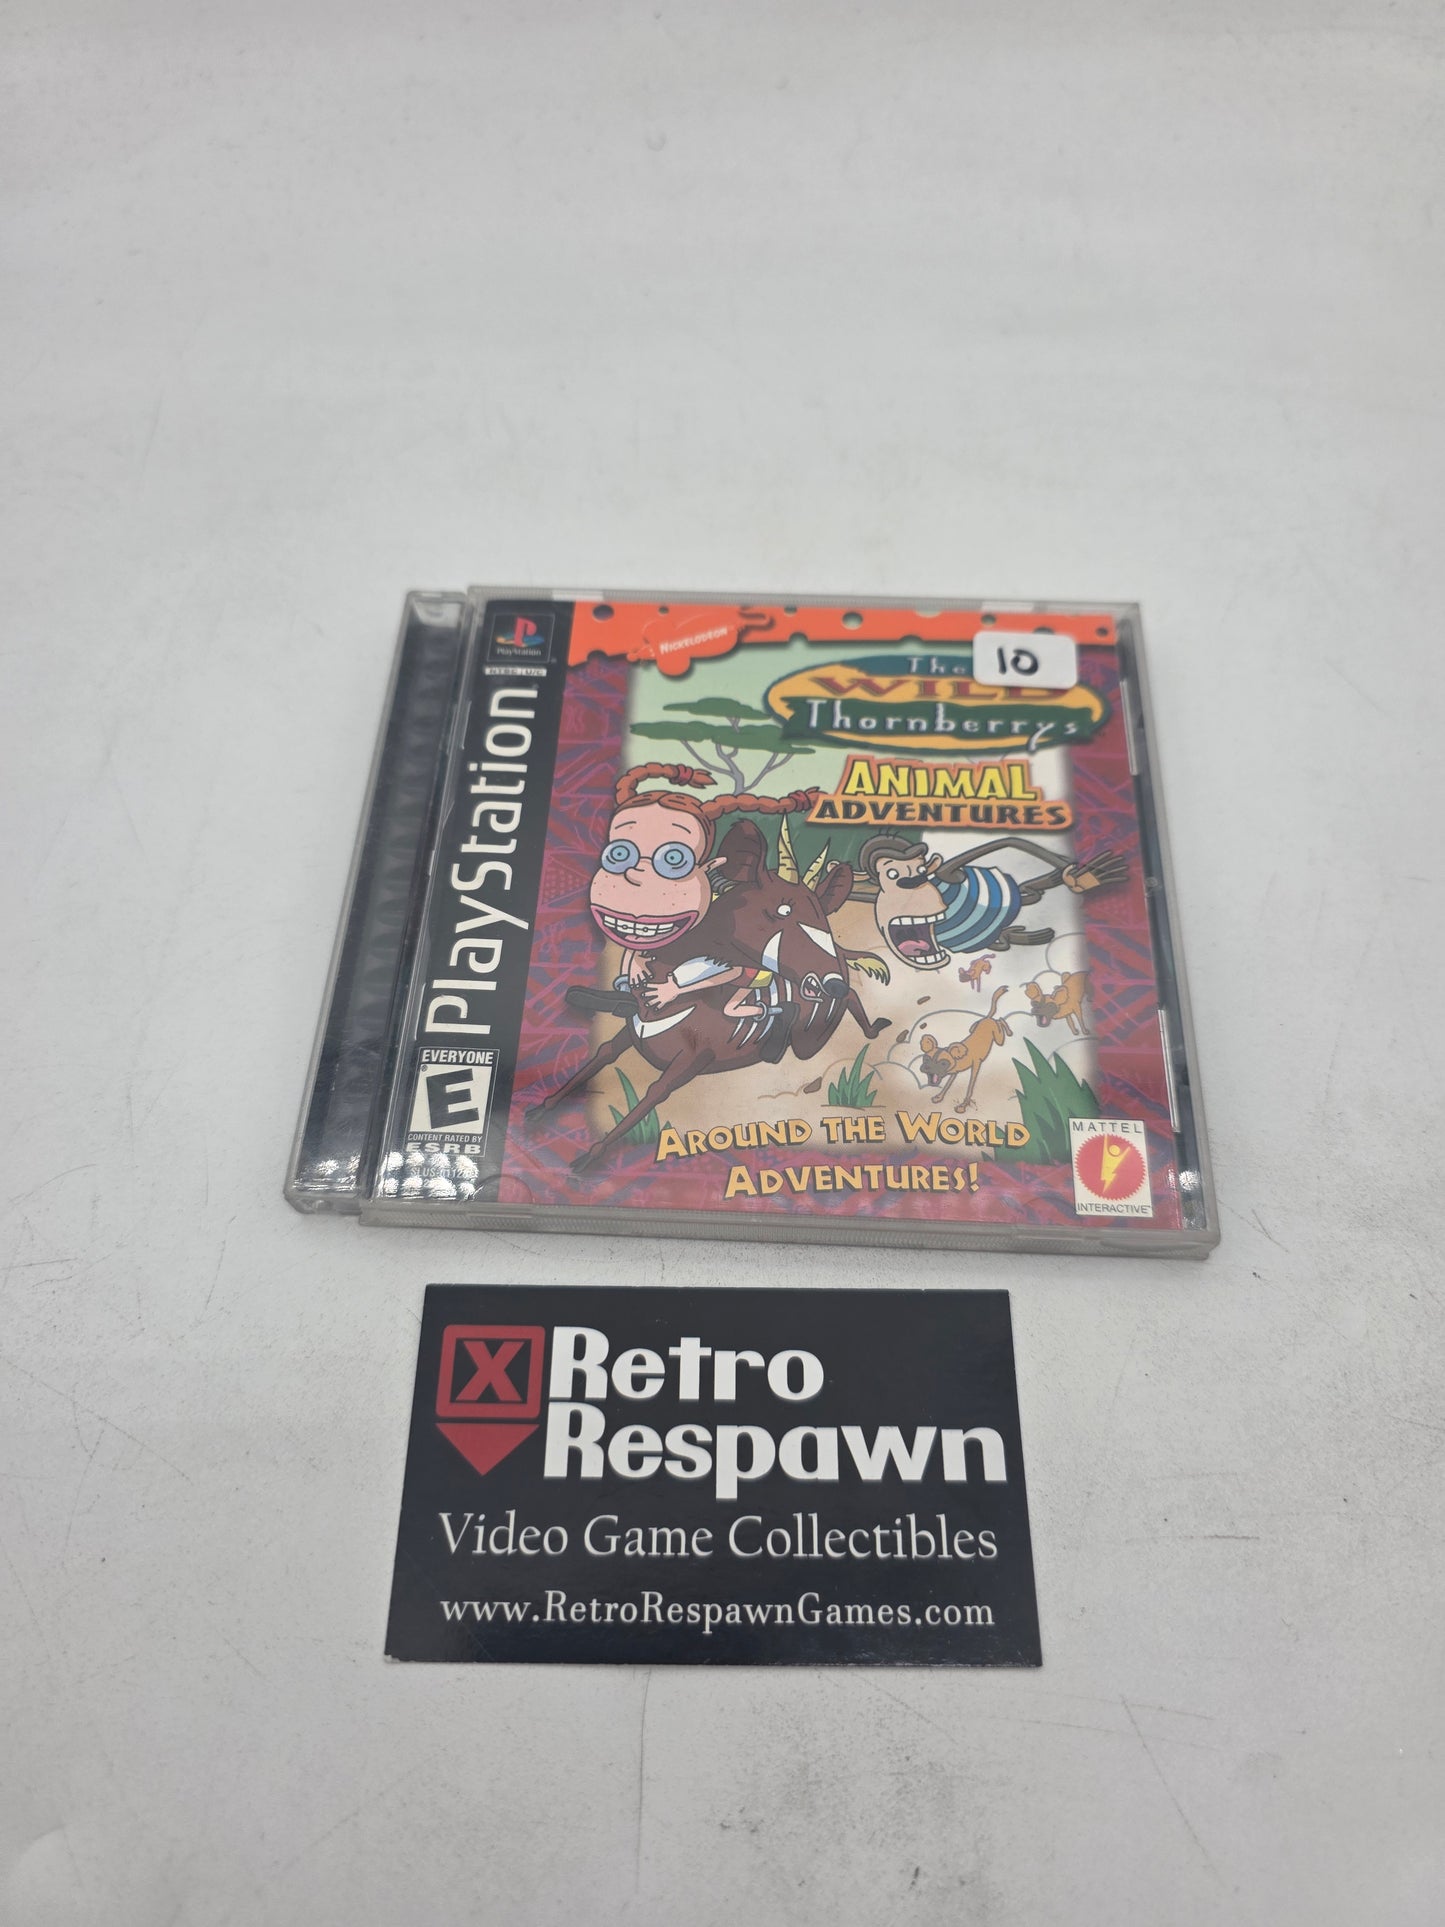 PlayStation
NTSC U/C
PlayStation
NICKELODEON
10
The
WILD
Thornberrys
ANIMAL
ADVENTURES
EVERYONE
E
CONTENT RATED BY
ESRB
AROUND THE WORLD
ADVENTURES!
MATTEL
INTERACTIVE
X
Retro
Respawn
Video Game Collectibles
www.RetroRespawnGames.com